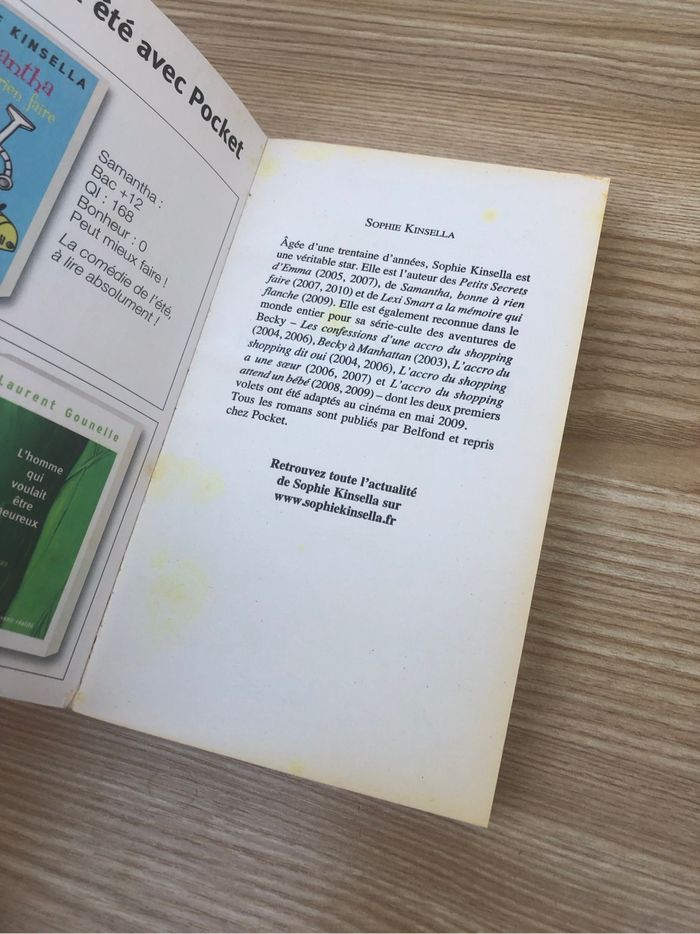 été avec Pocket
KINSELLA
rien faire
Samantha :
Bac +12
QI : 168
Bonheur : 0
Peut mieux faire !
La comédie de l'été,
à lire absolument !
Laurent Gounelle
L'homme
qui
voulait
être
SOPHIE KINSELLA
Âgée d'une trentaine d'années, Sophie Kinsella est
une véritable star. Elle est l'auteur des Petits Secrets
d'Emma (2005, 2007), de Samantha, bonne à rien
faire (2007, 2010) et de Lexi Smart a la mémoire qui
flanche (2009). Elle est également reconnue dans le
monde entier pour sa série-culte des aventures de
Becky – Les confessions d'une accro du shopping
(2004, 2006), Becky à Manhattan (2003), L'accro du
shopping dit oui (2004, 2006), L'accro du shopping
a une sœur (2006, 2007) et L'accro du shopping
attend un bébé (2008, 2009) – dont les deux premiers
volets ont été adaptés au cinéma en mai 2009.
Tous les romans sont publiés par Belfond et repris
chez Pocket.
Retrouvez toute l'actualité
de Sophie Kinsella sur
www.sophiekinsella.fr